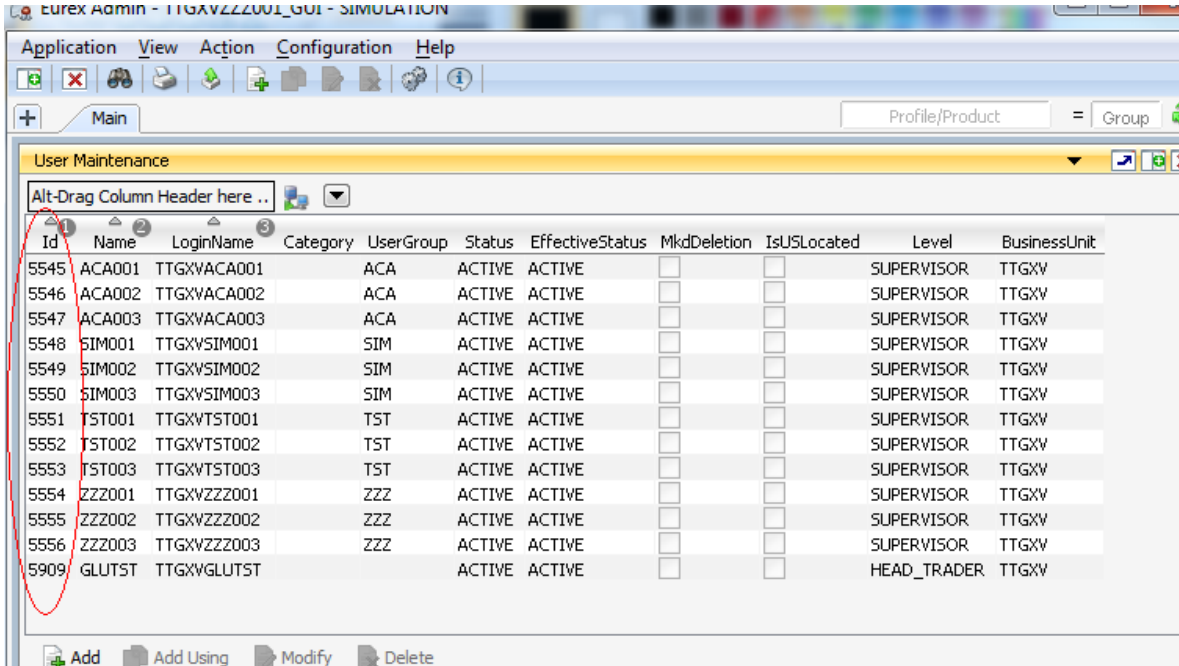 Eurex Admin - TTGXVZZZ001_GUI - SIMULATION
Application View Action Configuration Help
+ Main Profile/Product = Group
User Maintenance
Alt-Drag Column Header here ..
1 2 3
Id Name LoginName Category UserGroup Status EffectiveStatus MkdDeletion IsUSLocated Level BusinessUnit
5545 ACA001 TTGXVACA001 ACA ACTIVE ACTIVE SUPERVISOR TTGXV
5546 ACA002 TTGXVACA002 ACA ACTIVE ACTIVE SUPERVISOR TTGXV
5547 ACA003 TTGXVACA003 ACA ACTIVE ACTIVE SUPERVISOR TTGXV
5548 SIM001 TTGXVSIM001 SIM ACTIVE ACTIVE SUPERVISOR TTGXV
5549 SIM002 TTGXVSIM002 SIM ACTIVE ACTIVE SUPERVISOR TTGXV
5550 SIM003 TTGXVSIM003 SIM ACTIVE ACTIVE SUPERVISOR TTGXV
5551 TST001 TTGXVTST001 TST ACTIVE ACTIVE SUPERVISOR TTGXV
5552 TST002 TTGXVTST002 TST ACTIVE ACTIVE SUPERVISOR TTGXV
5553 TST003 TTGXVTST003 TST ACTIVE ACTIVE SUPERVISOR TTGXV
5554 ZZZ001 TTGXVZZZ001 ZZZ ACTIVE ACTIVE SUPERVISOR TTGXV
5555 ZZZ002 TTGXVZZZ002 ZZZ ACTIVE ACTIVE SUPERVISOR TTGXV
5556 ZZZ003 TTGXVZZZ003 ZZZ ACTIVE ACTIVE SUPERVISOR TTGXV
5909 GLUTST TTGXVGLUTST ACTIVE ACTIVE HEAD_TRADER TTGXV
Add Add Using Modify Delete